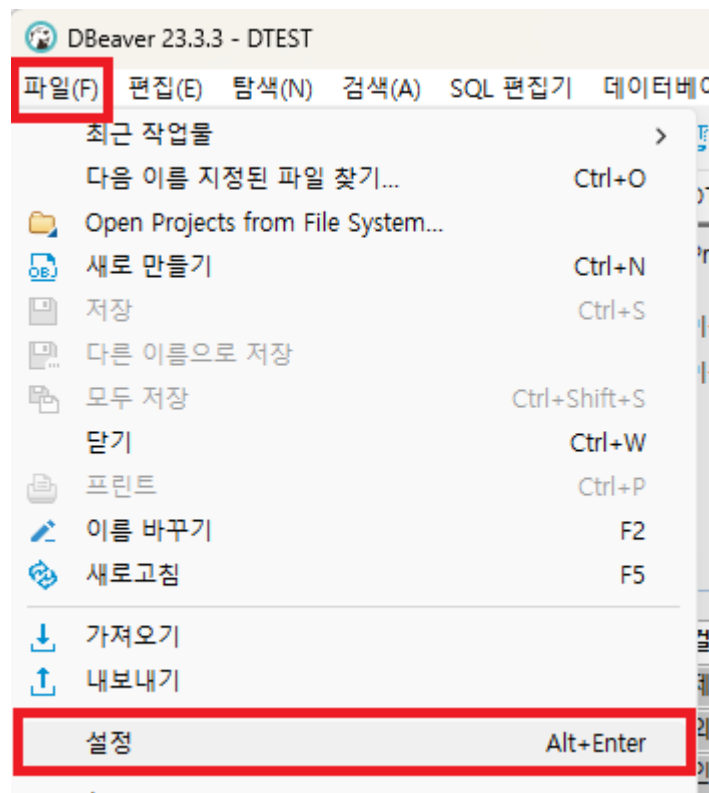 DBeaver 23.3.3 - DTEST
파일(F) 편집(E) 탐색(N) 검색(A) SQL 편집기
최근 작업물 >
다음 이름 지정된 파일 찾기... Ctrl+O
Open Projects from File System...
새로 만들기 Ctrl+N
저장 Ctrl+S
다른 이름으로 저장
모두 저장 Ctrl+Shift+S
닫기 Ctrl+W
프린트 Ctrl+P
이름 바꾸기 F2
새로고침 F5
가져오기
내보내기
설정 Alt+Enter